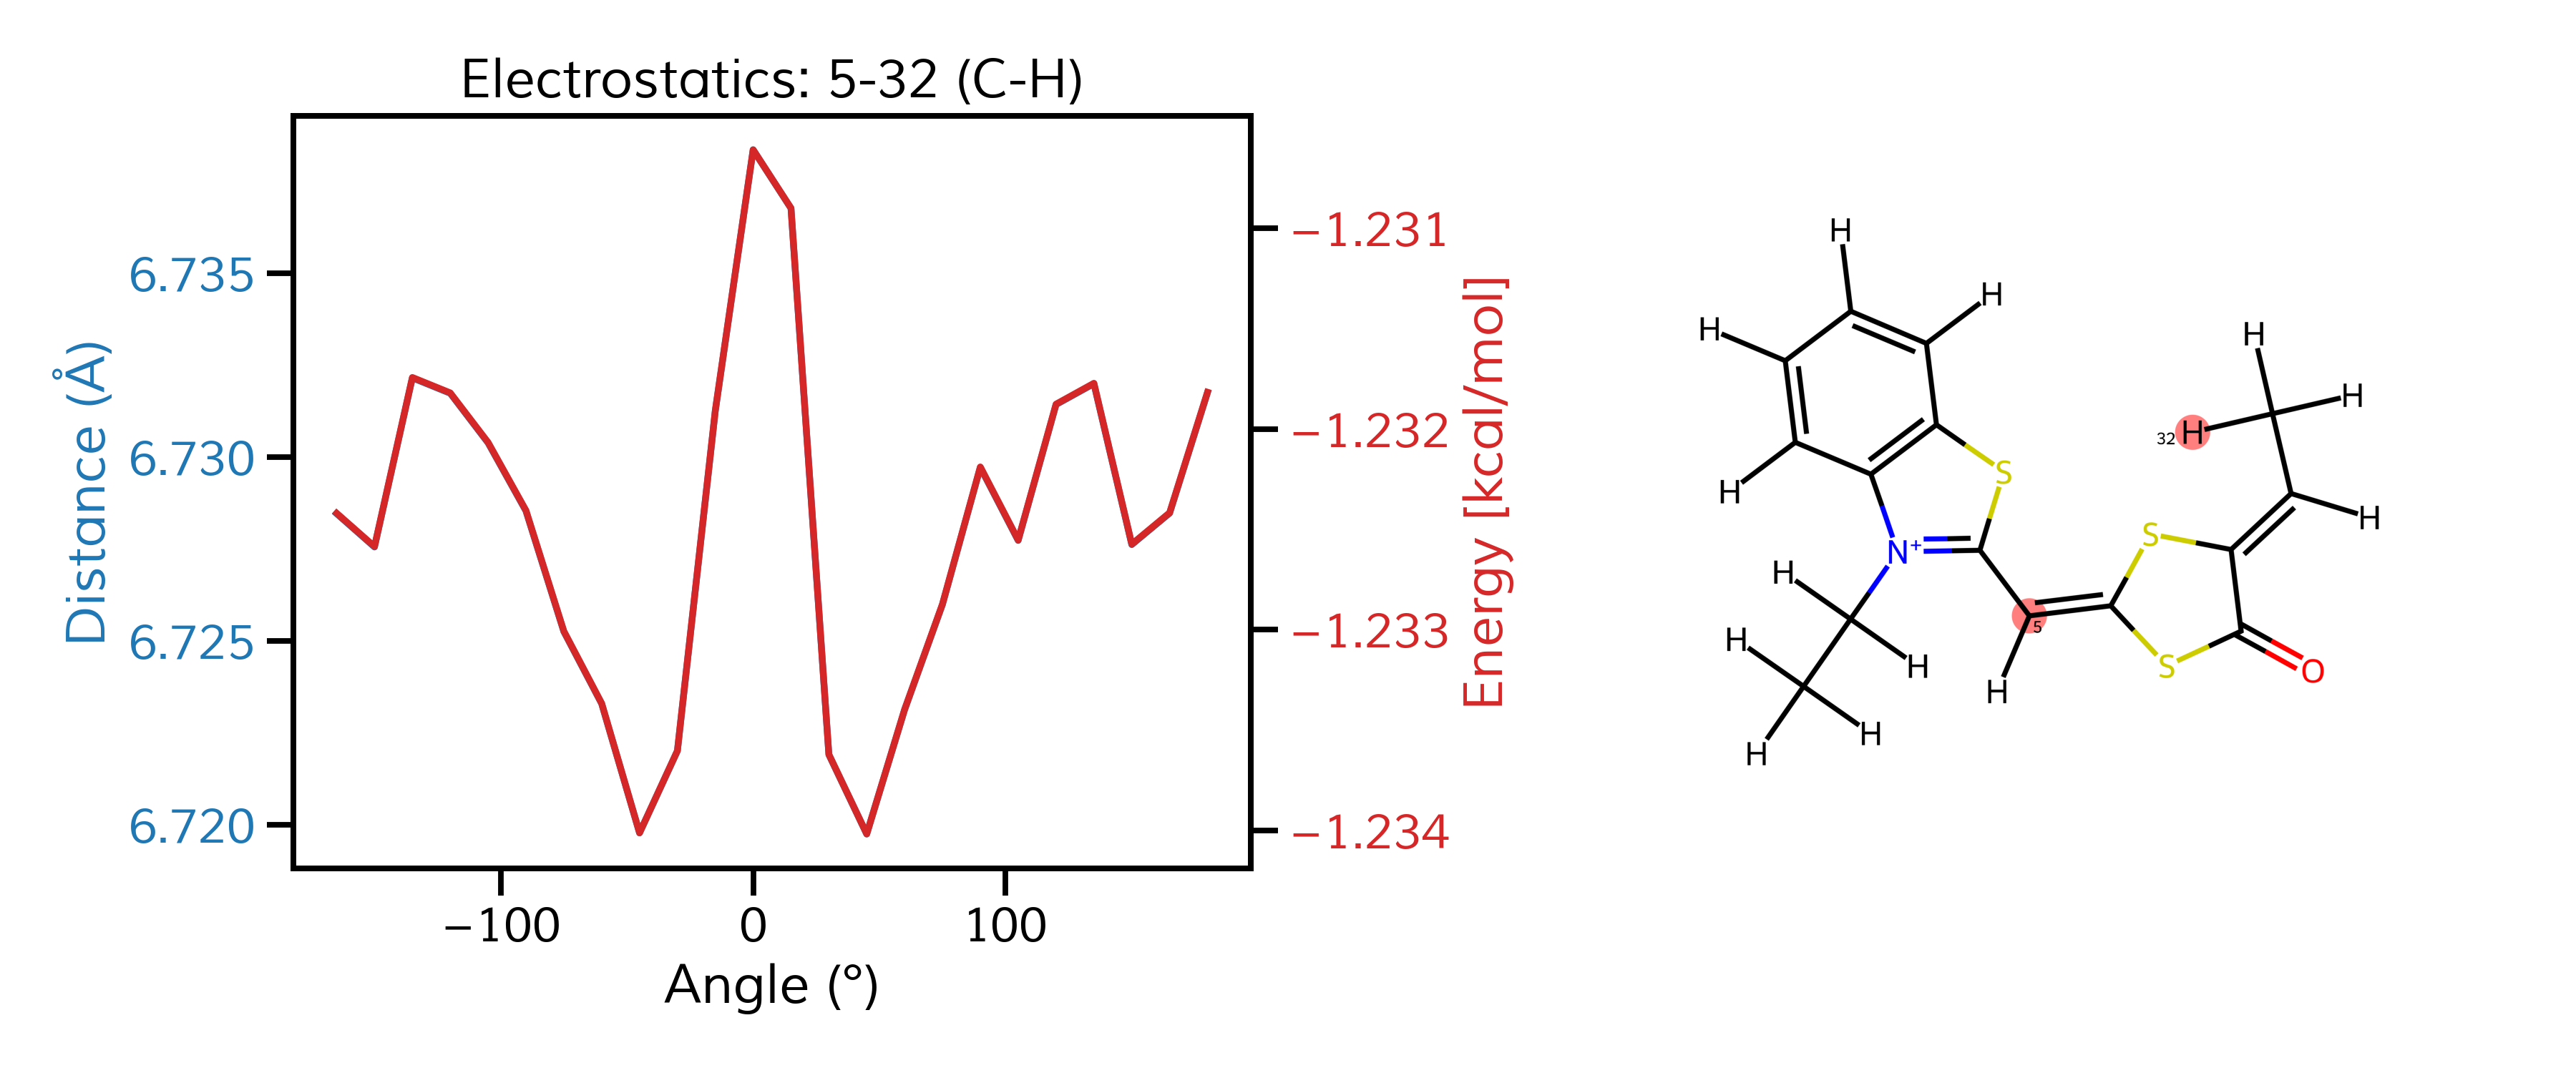 Electrostatics: 5-32 (C-H)
Distance (Å)
6.735
6.730
6.725
6.720
−100
0
100
Angle (°)
−1.231
−1.232
−1.233
−1.234
Energy [kcal/mol]
H
H
H
H
H
H
32 H
S
H
H
N+
S
H
H
5
H
H
S
O
H
H